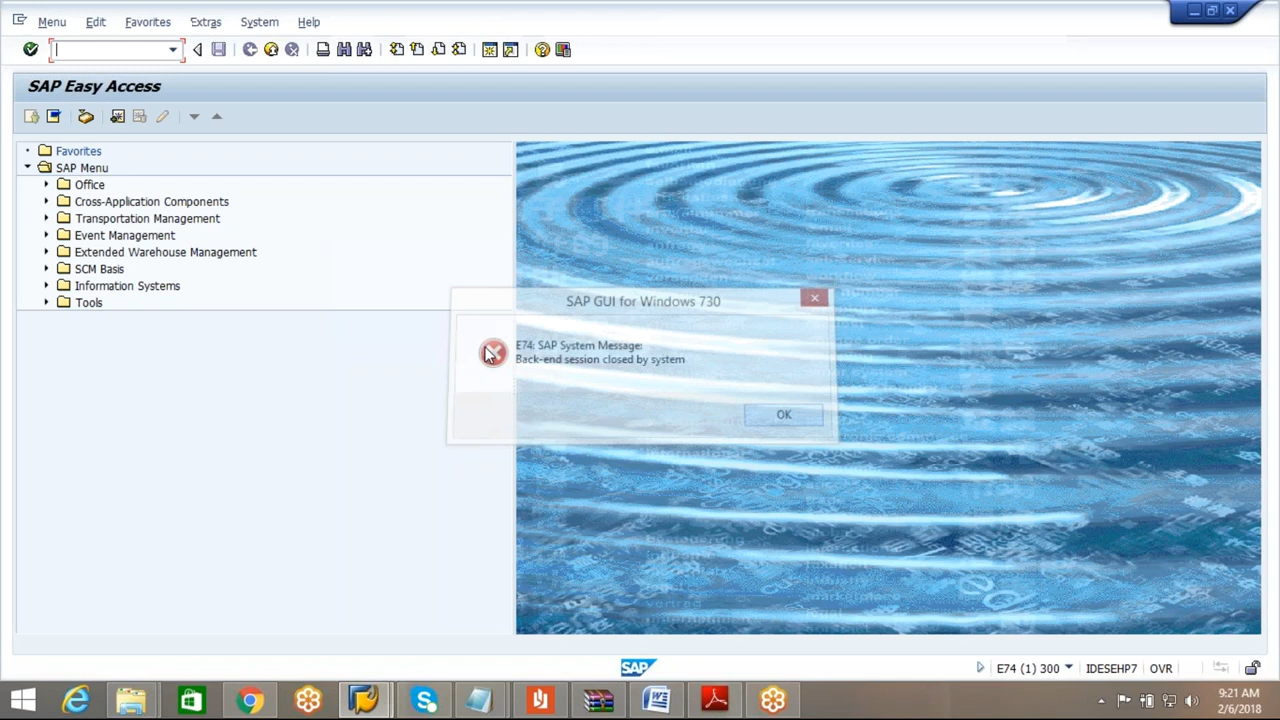 Menu Edit Favorites Extras System Help
SAP Easy Access
Favorites
SAP Menu
Office
Cross-Application Components
Transportation Management
Event Management
Extended Warehouse Management
SCM Basis
Information Systems
Tools
SAP GUI for Windows 730
E74: SAP System Message:
Back-end session closed by system
OK
SAP
E74 (1) 300 IDESEHP7 OVR
9:21 AM
2/6/2018